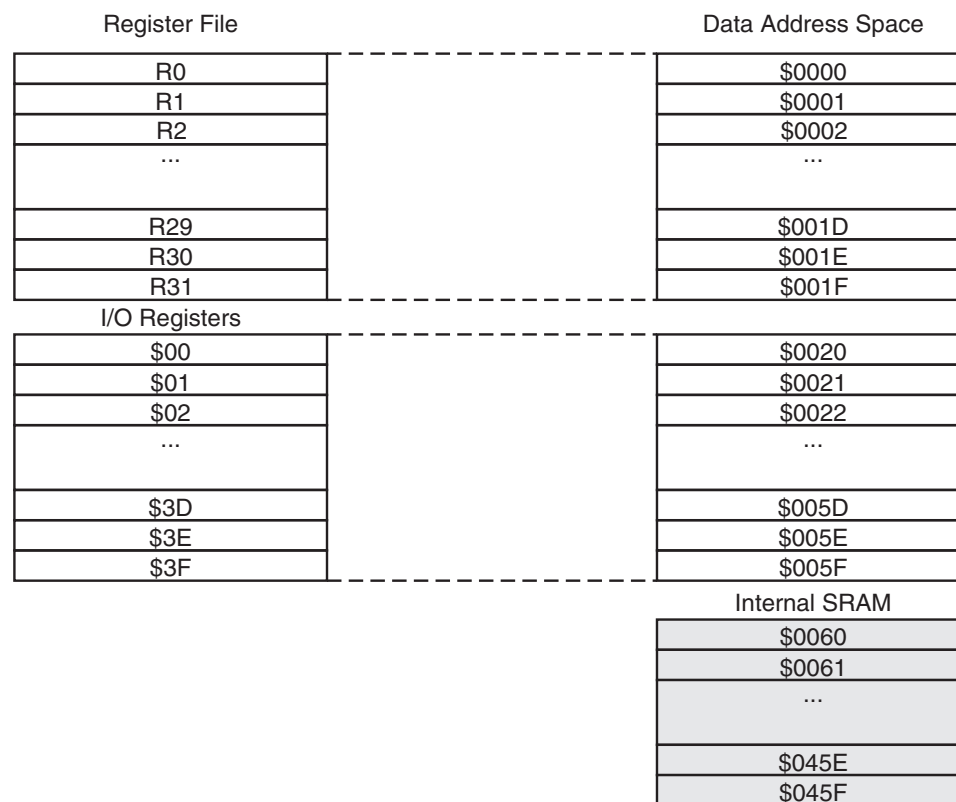 Register File Data Address Space
R0 $0000
R1 $0001
R2 $0002
... ...
R29 $001D
R30 $001E
R31 $001F
I/O Registers
$00 $0020
$01 $0021
$02 $0022
... ...
$3D $005D
$3E $005E
$3F $005F
Internal SRAM
$0060
$0061
...
$045E
$045F